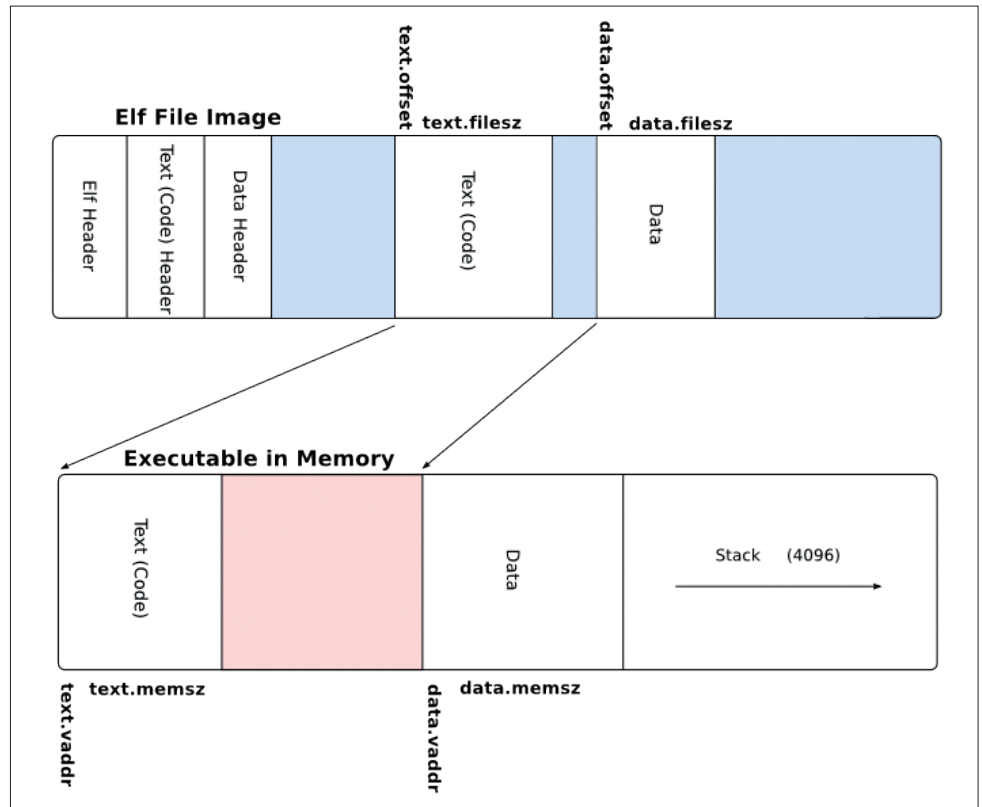 text.offset
data.offset
Elf File Image
text.filesz
data.filesz
Elf Header
Text (Code) Header
Data Header
Text (Code)
Data
Executable in Memory
Text (Code)
Data
Stack (4096)
text.vaddr
text.memsz
data.vaddr
data.memsz